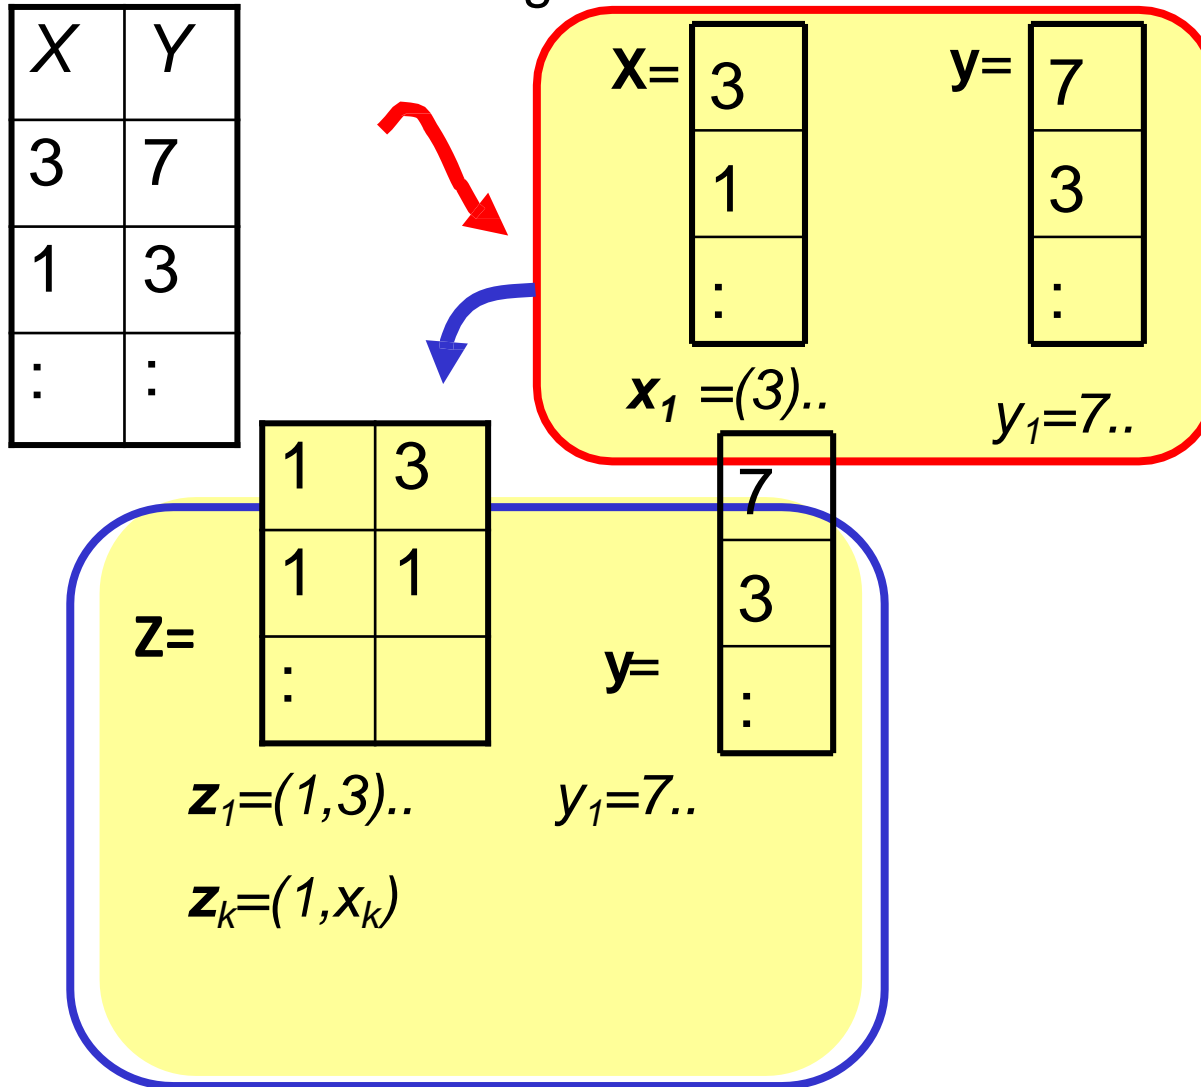 X Y
3 7
1 3
: :
X= 3
1
:
y= 7
3
:
x1 =(3)..
y1=7..
Z=
1 3
1 1
:
y=
7
3
:
z1=(1,3)..
y1=7..
zk=(1,xk)